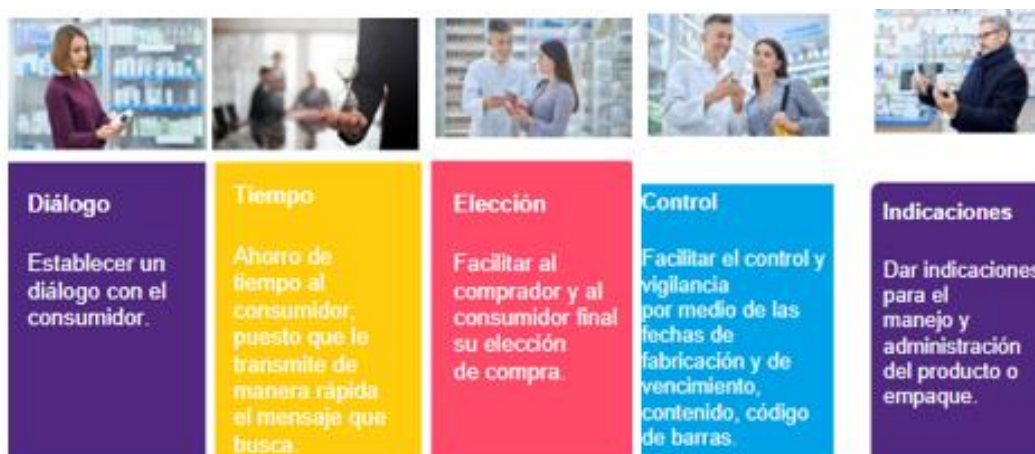 Diálogo
Establecer un
diálogo con el
consumidor.
Tiempo
Ahorro de
tiempo al
consumidor,
puesto que le
transmite de
manera rápida
el mensaje que
busca.
Elección
Facilitar al
comprador y al
consumidor final
su elección
de compra.
Control
Facilitar el control y
vigilancia
por medio de las
fechas de
fabricación y de
vencimiento,
contenido, código
de barras.
Indicaciones
Dar indicaciones
para el
manejo y
administración
del producto o
empaque.